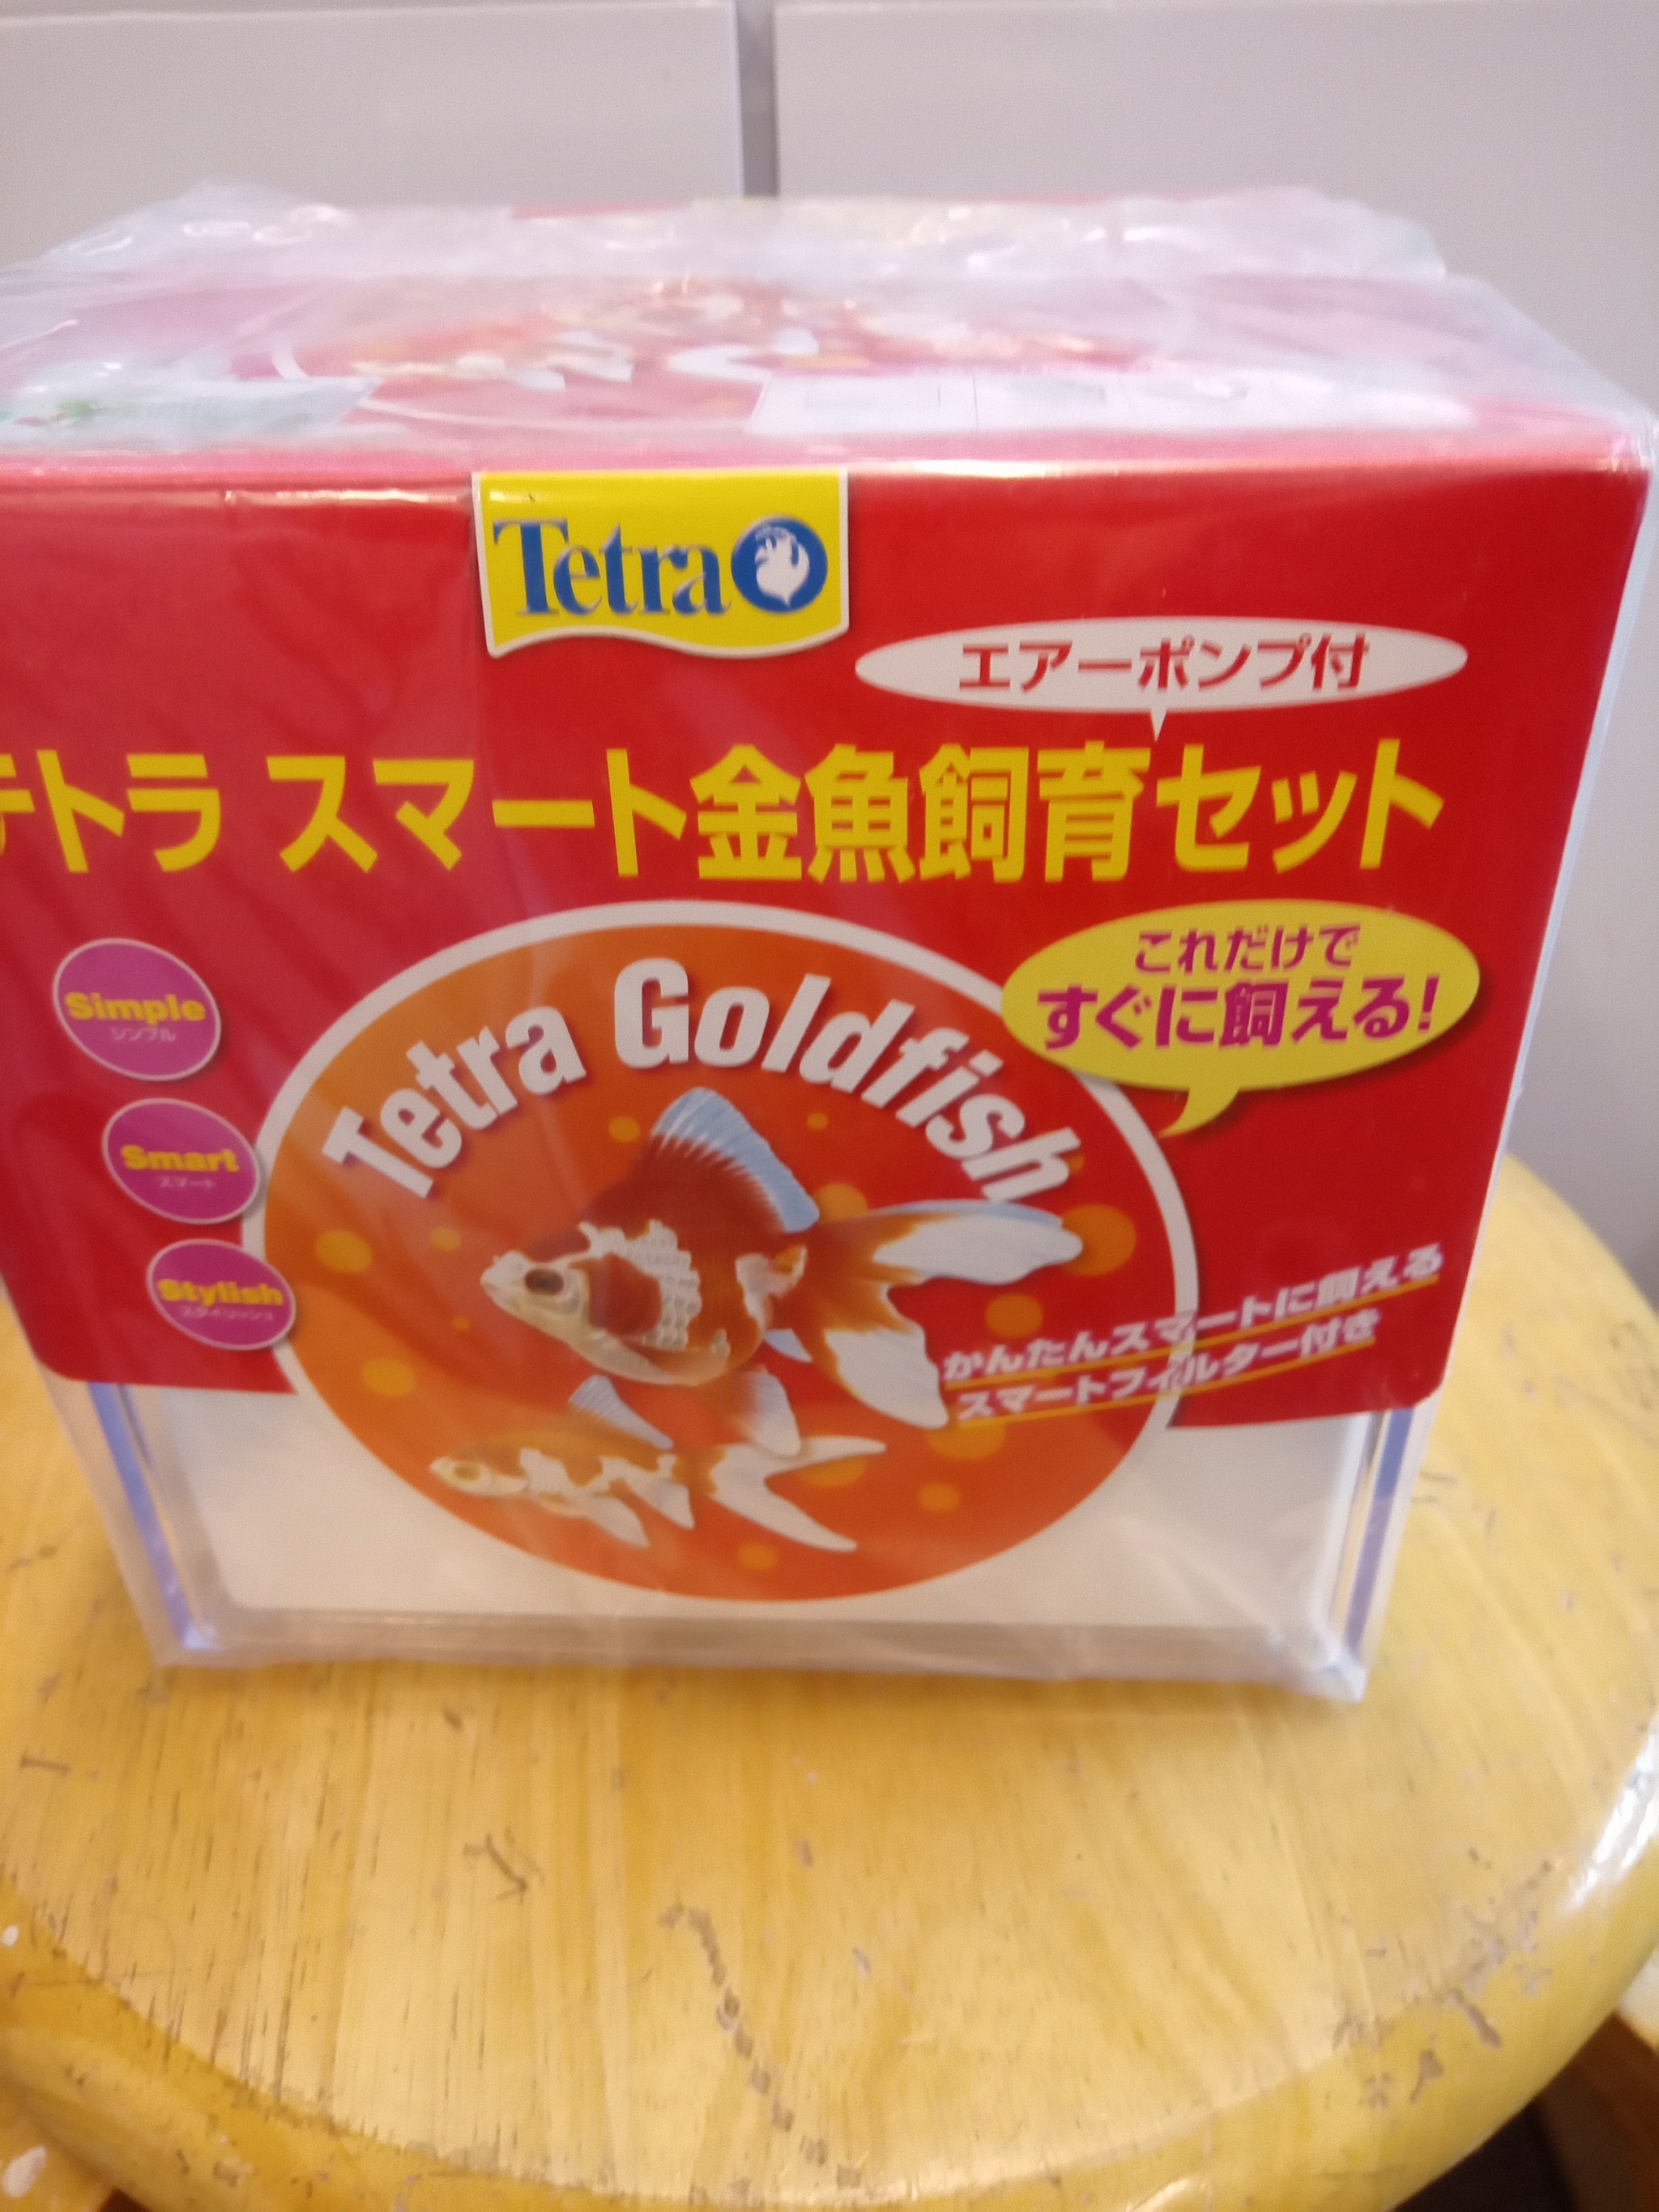 Tetra
エアーポンプ付
テトラ スマート金魚飼育セット
これだけで
すぐに飼える!
Simple
シンプル
Smart
スマート
Stylish
スタイリッシュ
Tetra Goldfish
かんたんスマートに飼える
スマートフィルター付き